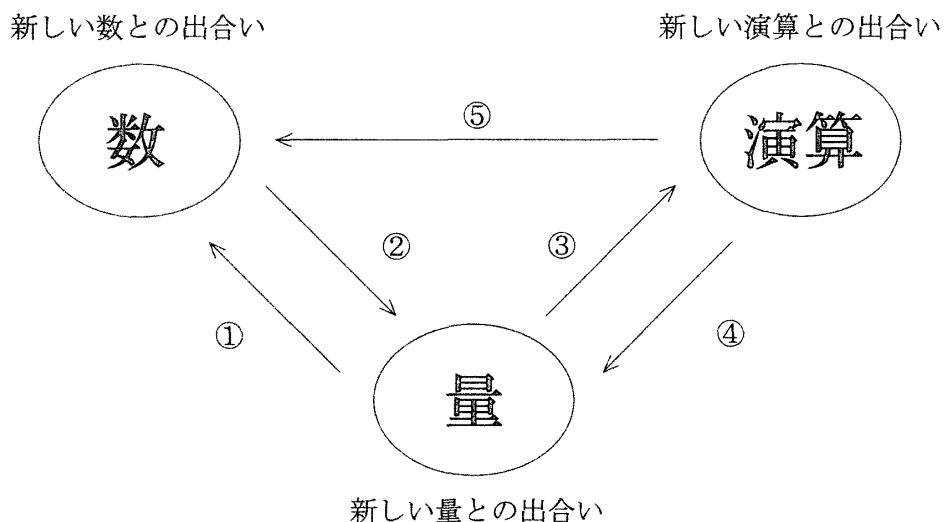 新しい数との出合い
新しい演算との出合い
数
演算
⑤
②
③
①
④
量
新しい量との出合い